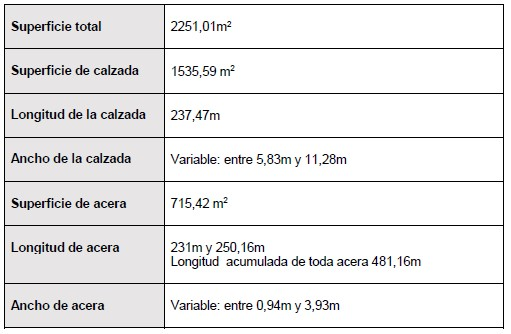 Superficie total 2251,01m²
Superficie de calzada 1535,59 m²
Longitud de la calzada 237,47m
Ancho de la calzada Variable: entre 5,83m y 11,28m
Superficie de acera 715,42 m²
Longitud de acera 231m y 250,16m
Longitud acumulada de toda acera 481,16m
Ancho de acera Variable: entre 0,94m y 3,93m